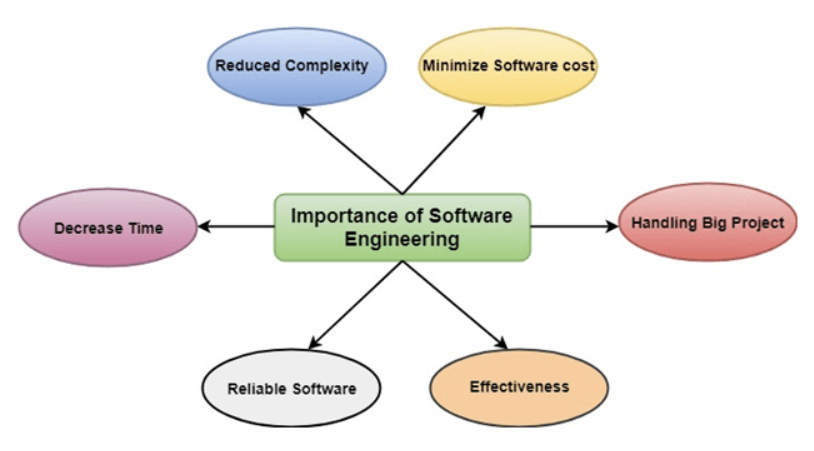 Reduced Complexity
Minimize Software cost
Importance of Software
Engineering
Handling Big Project
Decrease Time
Reliable Software
Effectiveness